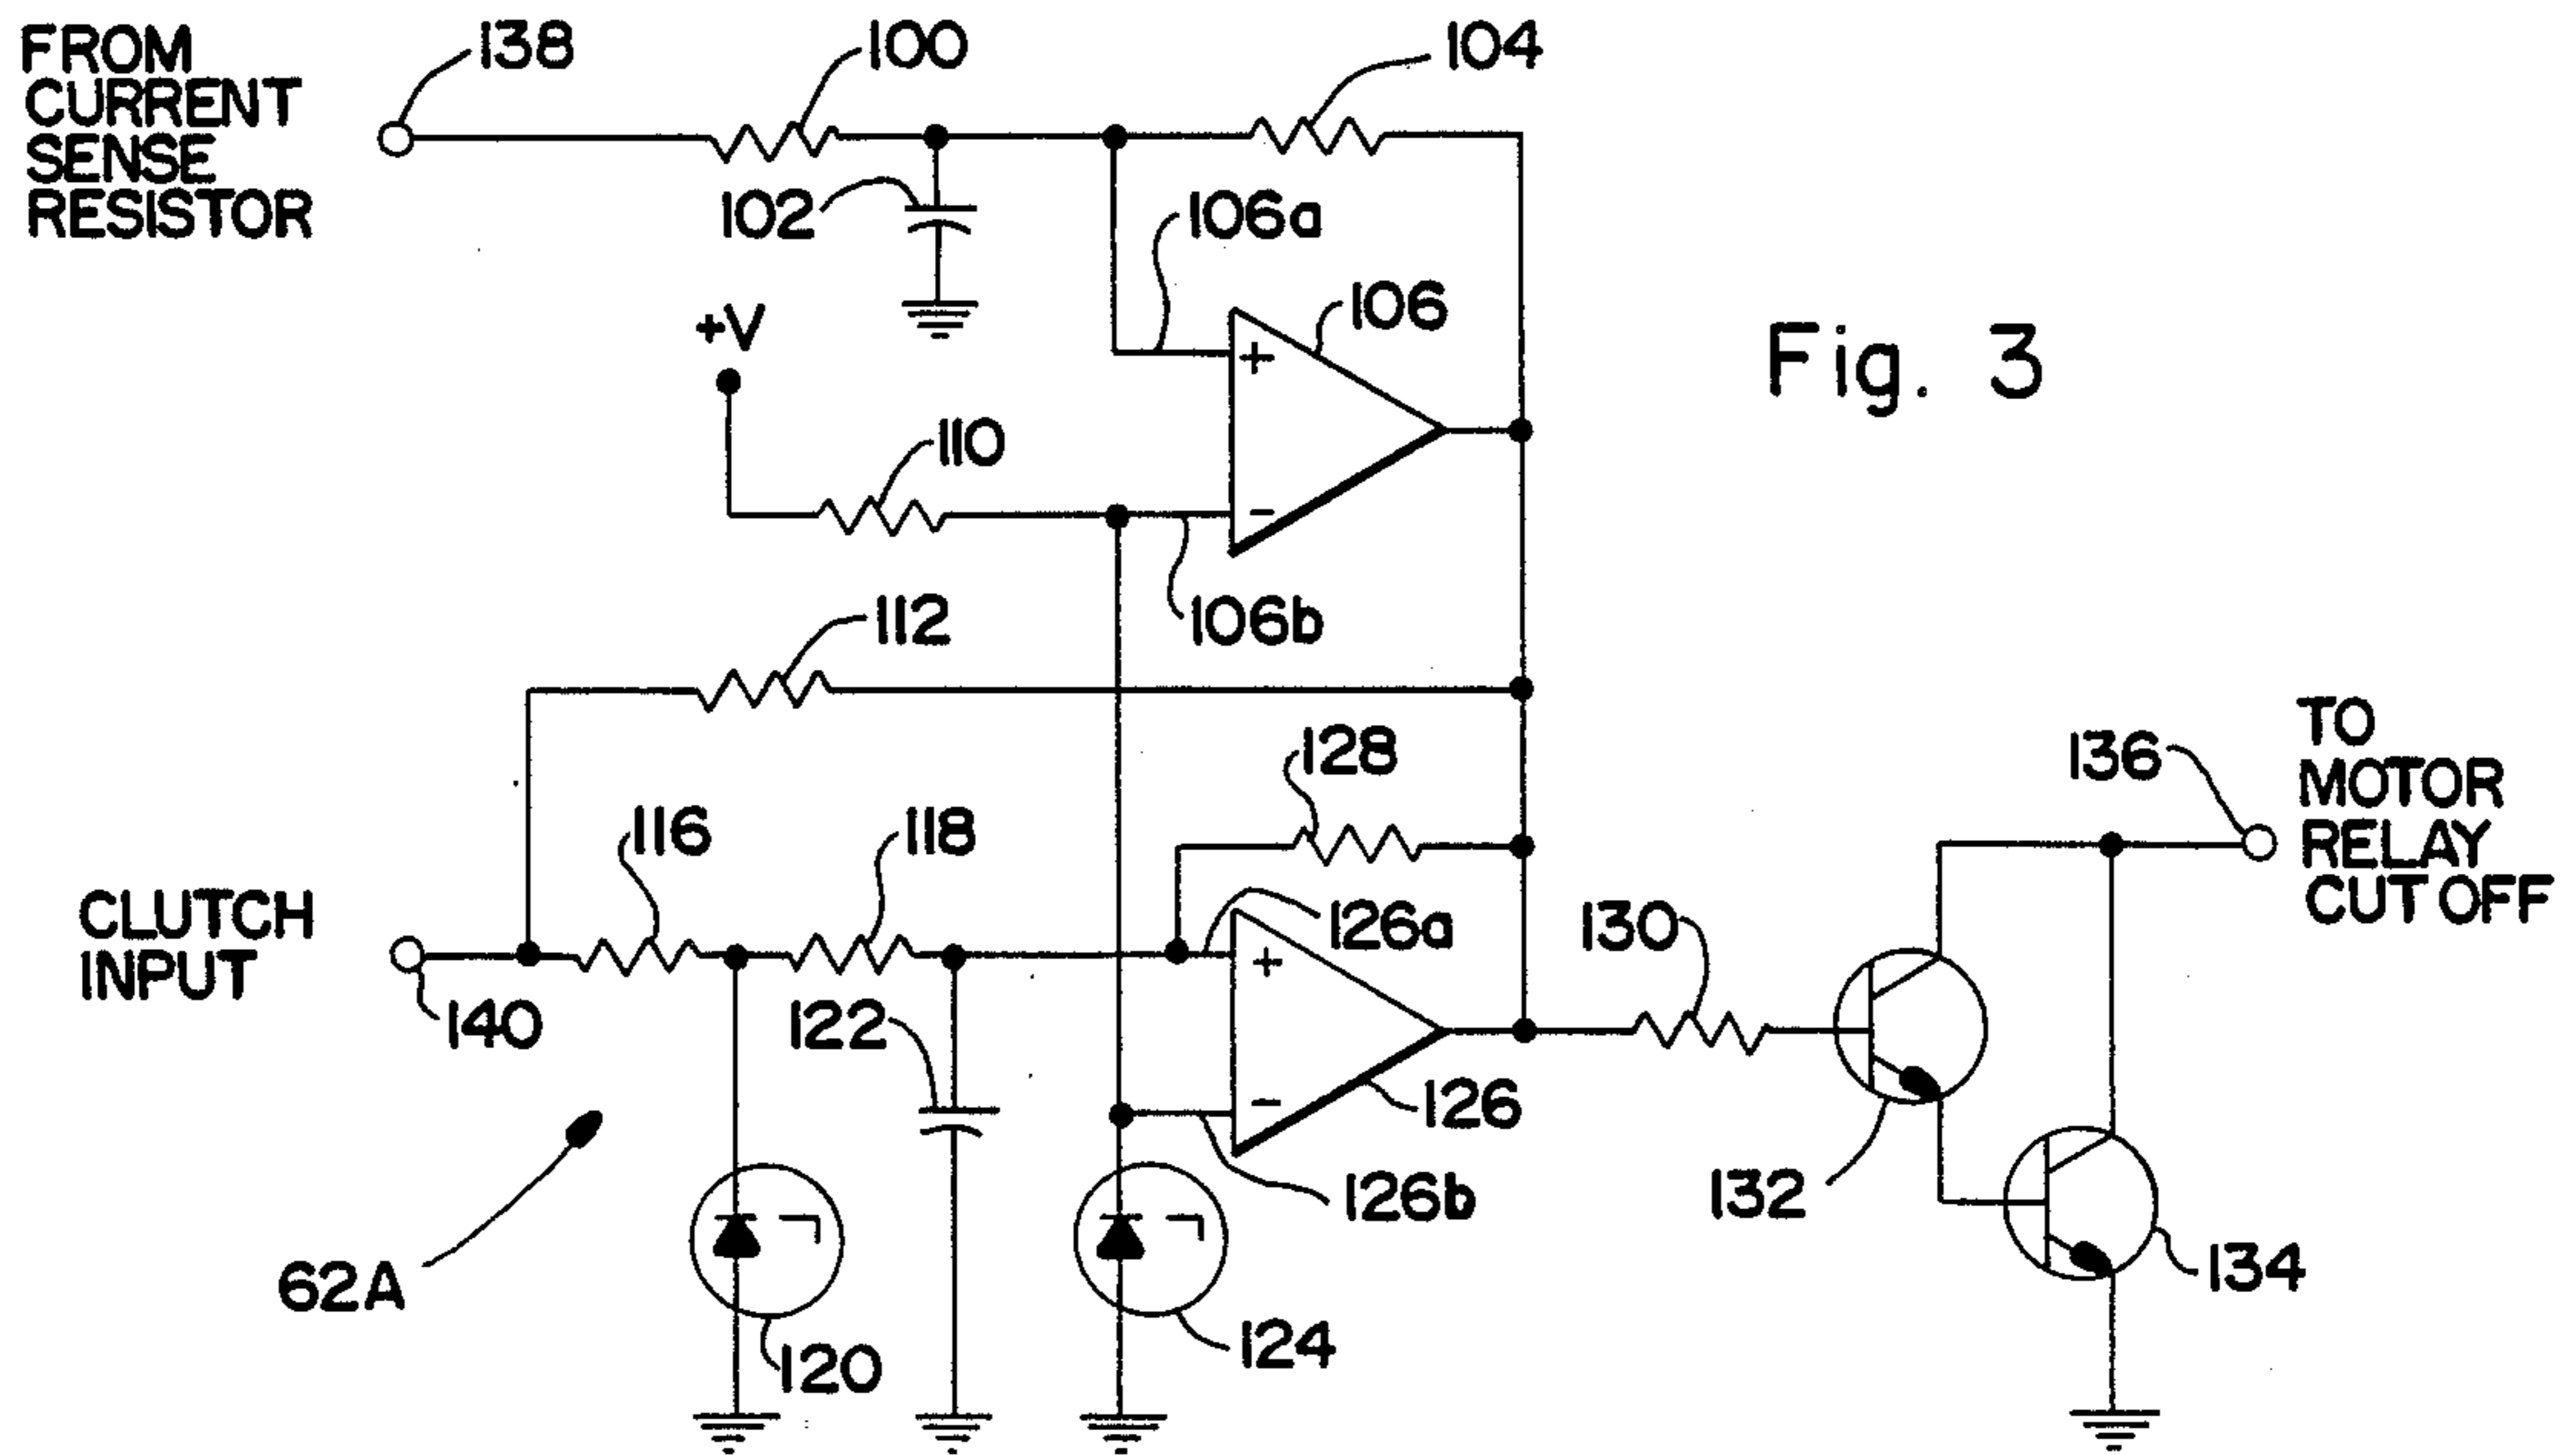 FROM
CURRENT
SENSE
RESISTOR
138
100
104
102
106a
106
+V
+
Fig. 3
110
-
106b
112
128
136
TO
MOTOR
RELAY
CUT OFF
116
118
CLUTCH
INPUT
126a
130
+
140
122
-
126
126b
132
62A
134
120
124